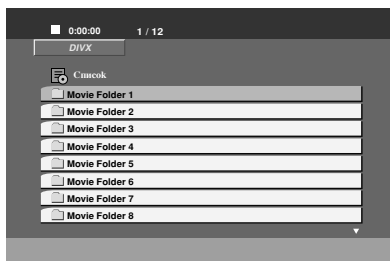 0:00:00 1 / 12
DIVX
Список
Movie Folder 1
Movie Folder 2
Movie Folder 3
Movie Folder 4
Movie Folder 5
Movie Folder 6
Movie Folder 7
Movie Folder 8